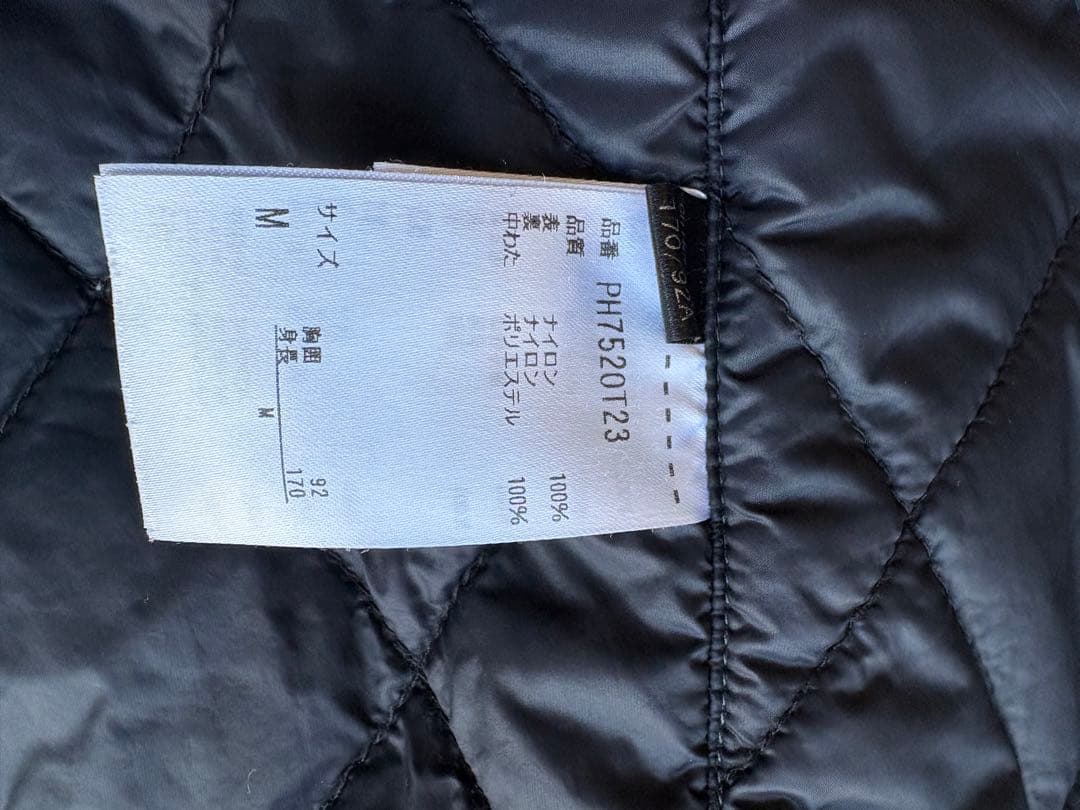 170/92A
品番 PH7520T23
品質
表 ナイロン 100%
裏 ナイロン
中わた ポリエステル 100%
サイズ
胸囲 92
身長 170
M M